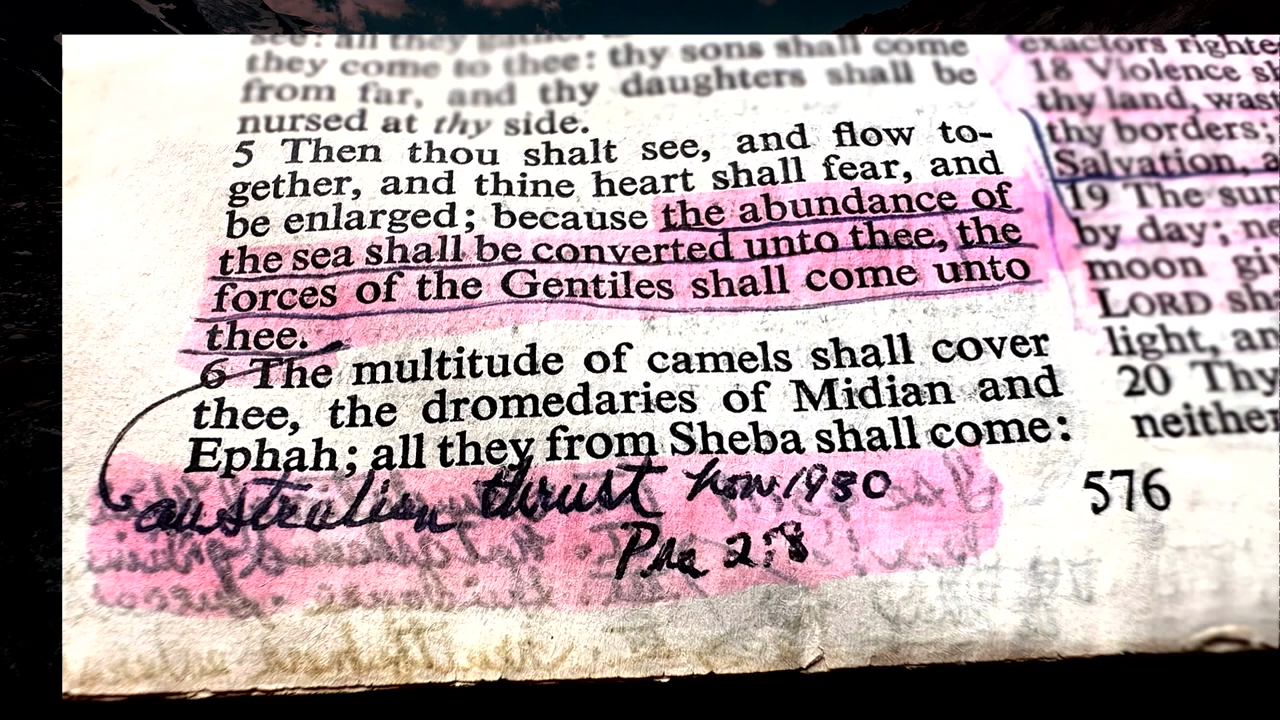 they come to thee: thy sons shall come
from far, and thy daughters shall be
nursed at thy side.
5 Then thou shalt see, and flow to-
gether, and thine heart shall fear, and
be enlarged; because the abundance of
the sea shall be converted unto thee, the
forces of the Gentiles shall come unto
thee.
6 The multitude of camels shall cover
thee, the dromedaries of Midian and
Ephah; all they from Sheba shall come:
australian thrust nov 1980
2:8
exactors righte
18 Violence sh
thy land, wast
thy borders;
Salvation, a
19 The sun
by day; ne
moon giv
LORD sha
light, an
20 Thy
neither
576